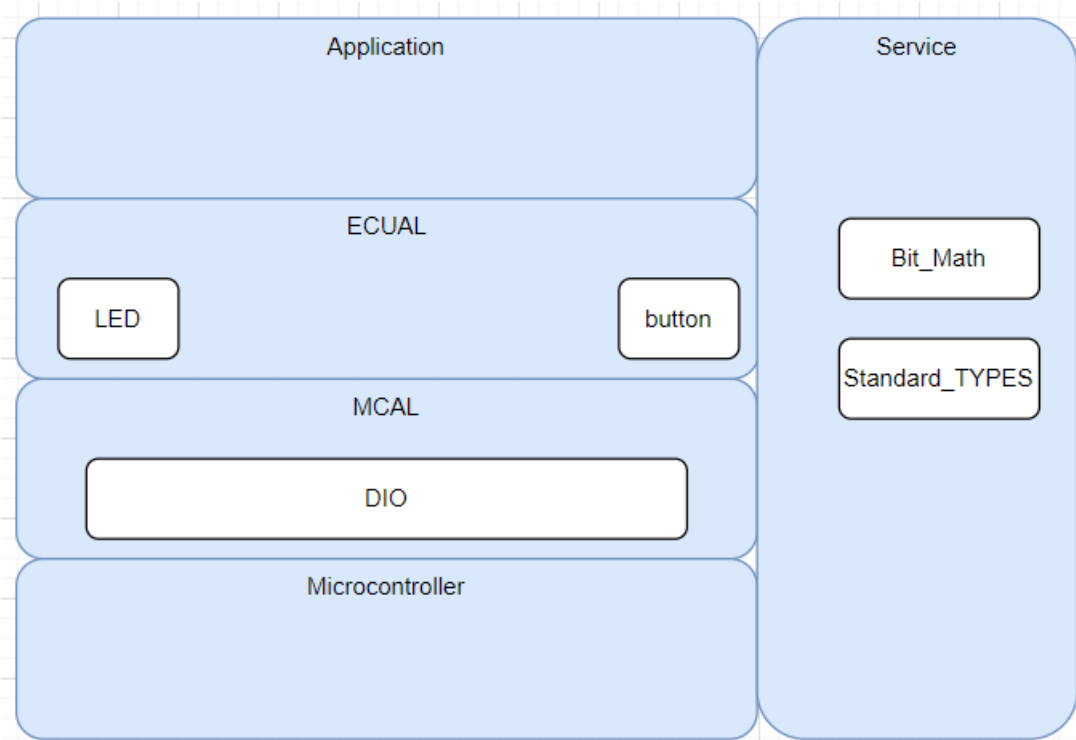 Application
Service
ECUAL
Bit_Math
LED
button
Standard_TYPES
MCAL
DIO
Microcontroller